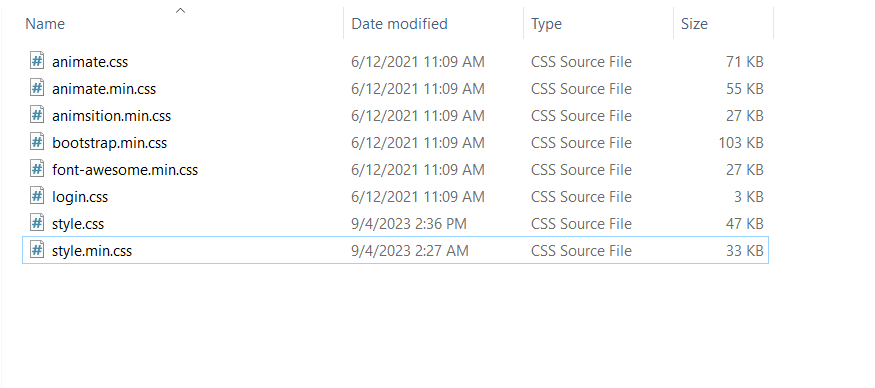 Name Date modified Type Size
animate.css 6/12/2021 11:09 AM CSS Source File 71 KB
animate.min.css 6/12/2021 11:09 AM CSS Source File 55 KB
animsition.min.css 6/12/2021 11:09 AM CSS Source File 27 KB
bootstrap.min.css 6/12/2021 11:09 AM CSS Source File 103 KB
font-awesome.min.css 6/12/2021 11:09 AM CSS Source File 27 KB
login.css 6/12/2021 11:09 AM CSS Source File 3 KB
style.css 9/4/2023 2:36 PM CSS Source File 47 KB
style.min.css 9/4/2023 2:27 AM CSS Source File 33 KB